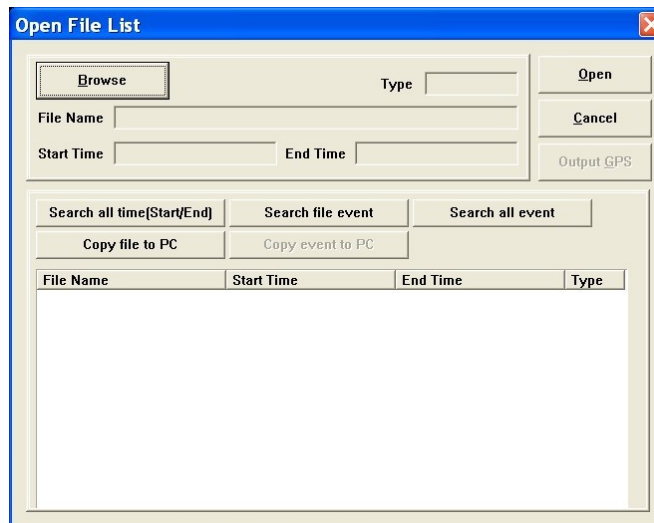 Open File List
Browse
Type
Open
File Name
Cancel
Start Time
End Time
Output GPS
Search all time(Start/End)
Search file event
Search all event
Copy file to PC
Copy event to PC
File Name Start Time End Time Type